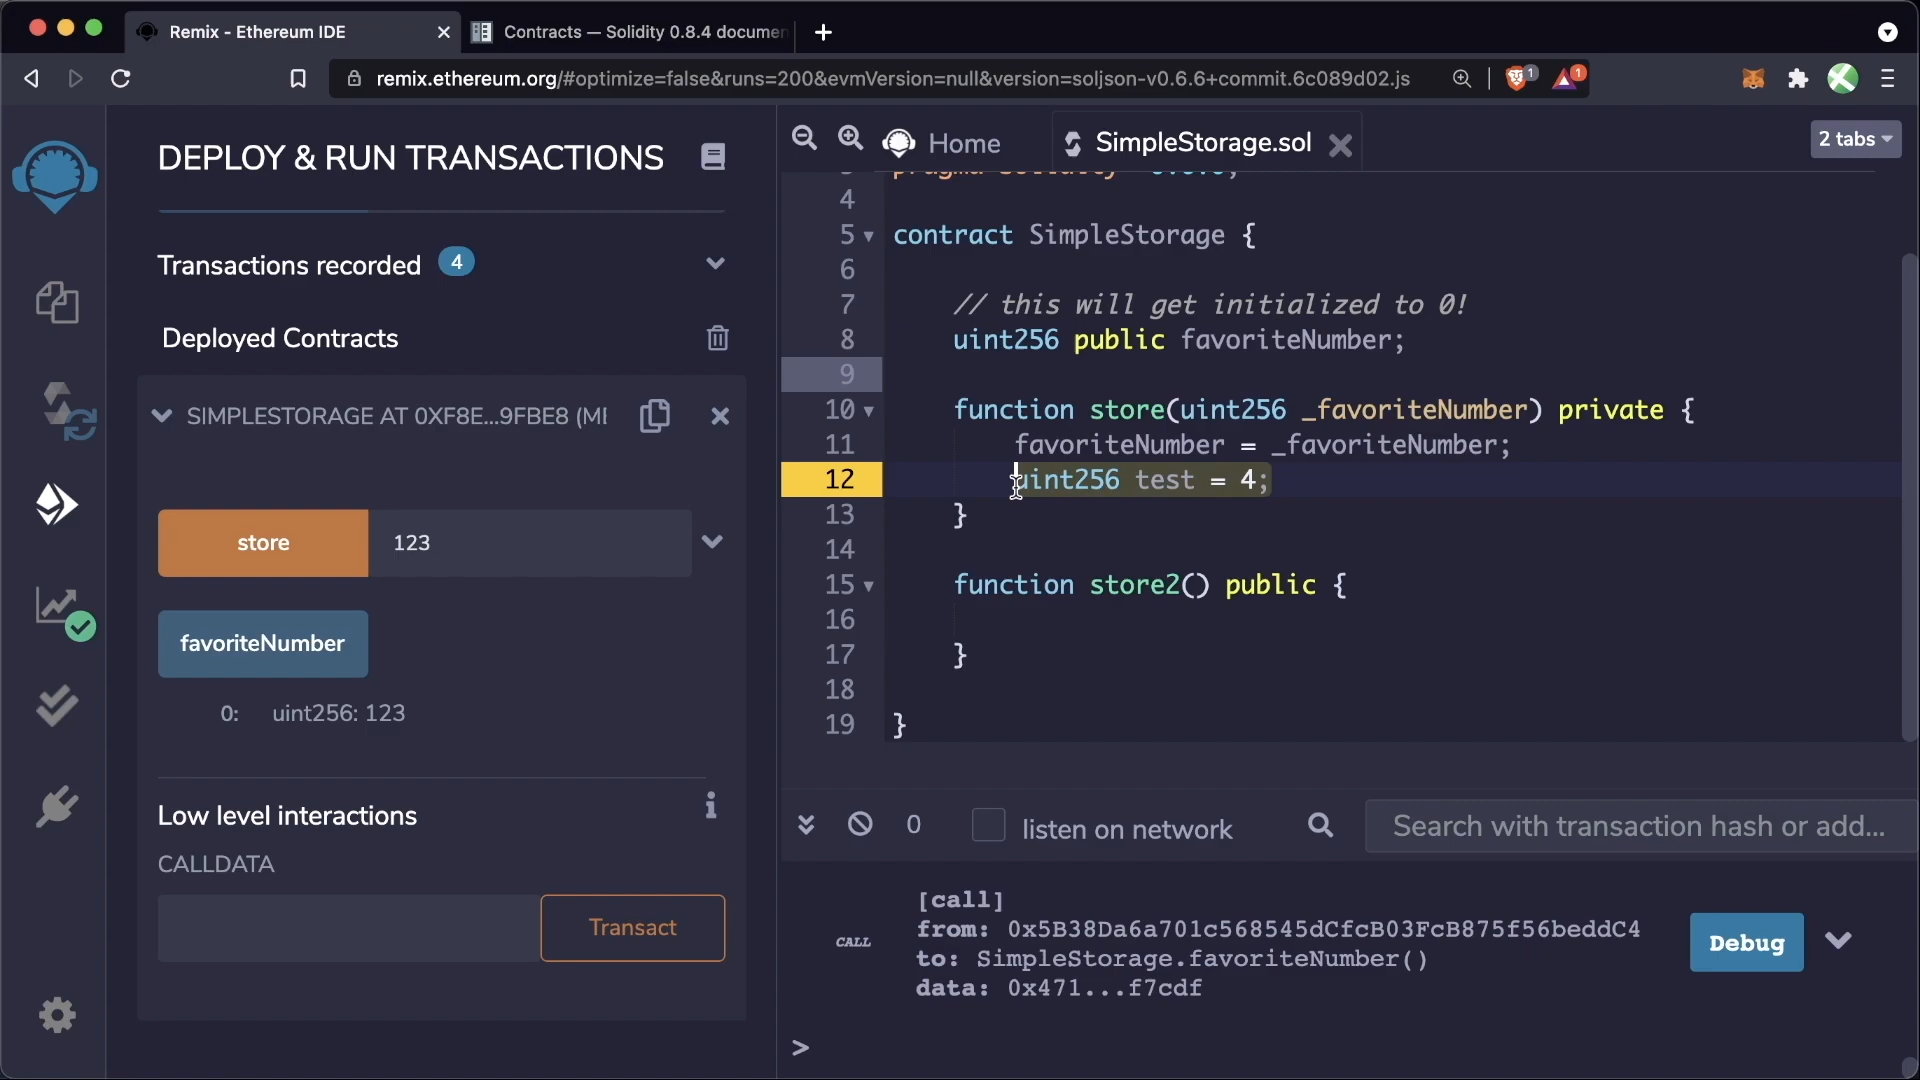 Remix - Ethereum IDE
Contracts — Solidity 0.8.4 documen
remix.ethereum.org/#optimize=false&runs=200&evmVersion=null&version=soljson-v0.6.6+commit.6c089d02.js
1
1
DEPLOY & RUN TRANSACTIONS
Transactions recorded 4
Deployed Contracts
SIMPLESTORAGE AT 0XF8E...9FBE8 (ME
store 123
favoriteNumber
0: uint256: 123
Low level interactions
CALLDATA
Transact
Home
SimpleStorage.sol
2 tabs
4
5 contract SimpleStorage {
6
7 // this will get initialized to 0!
8 uint256 public favoriteNumber;
9
10 function store(uint256 _favoriteNumber) private {
11 favoriteNumber = _favoriteNumber;
12 uint256 test = 4;
13 }
14
15 function store2() public {
16
17 }
18
19 }
0
listen on network
Search with transaction hash or add...
CALL
[call]
from: 0x5B38Da6a701c568545dCfcB03FcB875f56beddC4
to: SimpleStorage.favoriteNumber()
data: 0x471...f7cdf
Debug
>